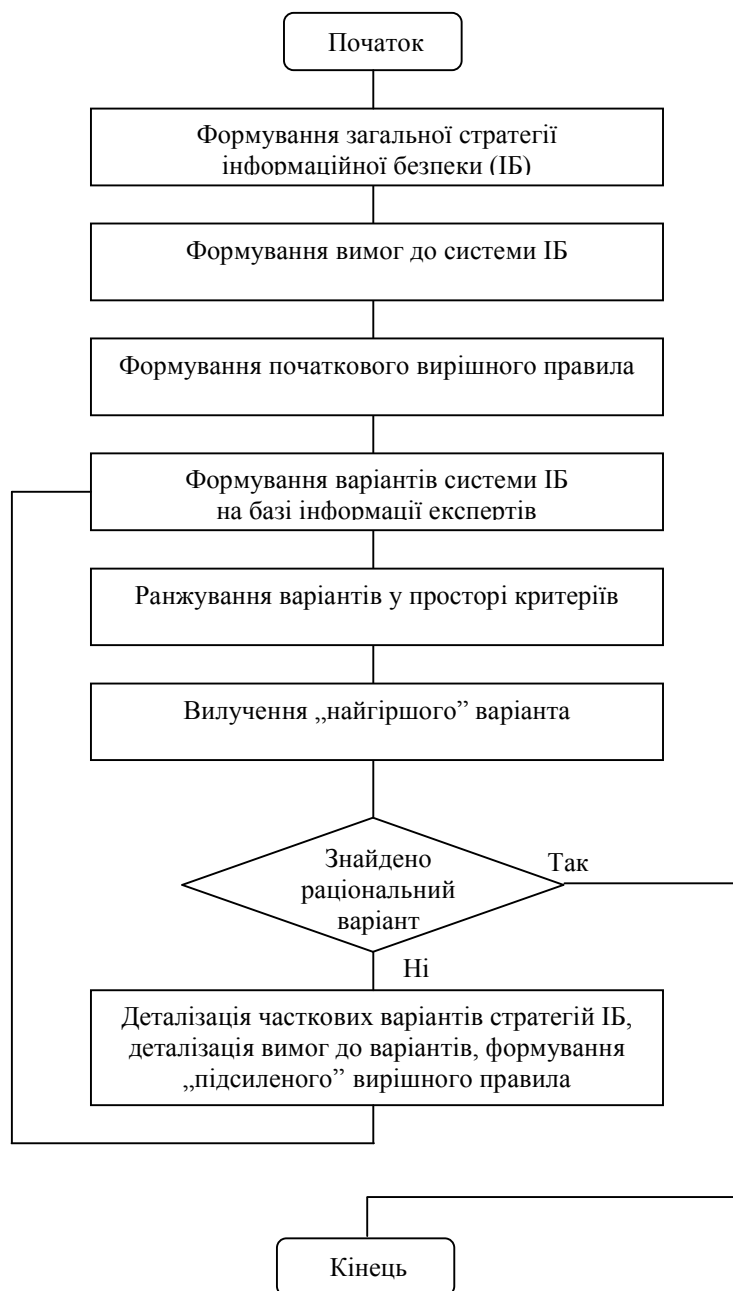 Початок
Формування загальної стратегії
інформаційної безпеки (ІБ)
Формування вимог до системи ІБ
Формування початкового вирішного правила
Формування варіантів системи ІБ
на базі інформації експертів
Ранжування варіантів у просторі критеріїв
Вилучення „найгіршого” варіанта
Знайдено
раціональний
варіант
Так
Ні
Деталізація часткових варіантів стратегій ІБ,
деталізація вимог до варіантів, формування
„підсиленого” вирішного правила
Кінець